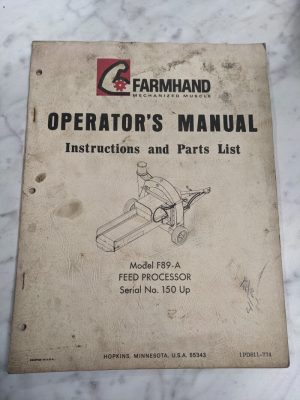 FARMHAND
MECHANIZED MUSCLE
OPERATOR'S MANUAL
Instructions and Parts List
Model F89-A
FEED PROCESSOR
Serial No. 150 Up
HOPKINS, MINNESOTA, U.S.A. 55343